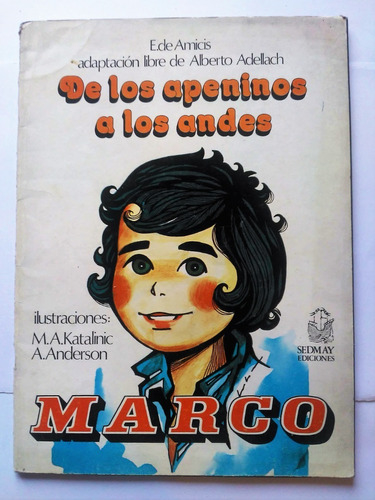 E.de Amicis
adaptación libre de Alberto Adellach
De los apeninos
a los andes
ilustraciones:
M.A.Katalinic
A.Anderson
SEDMAY
EDICIONES
MARCO